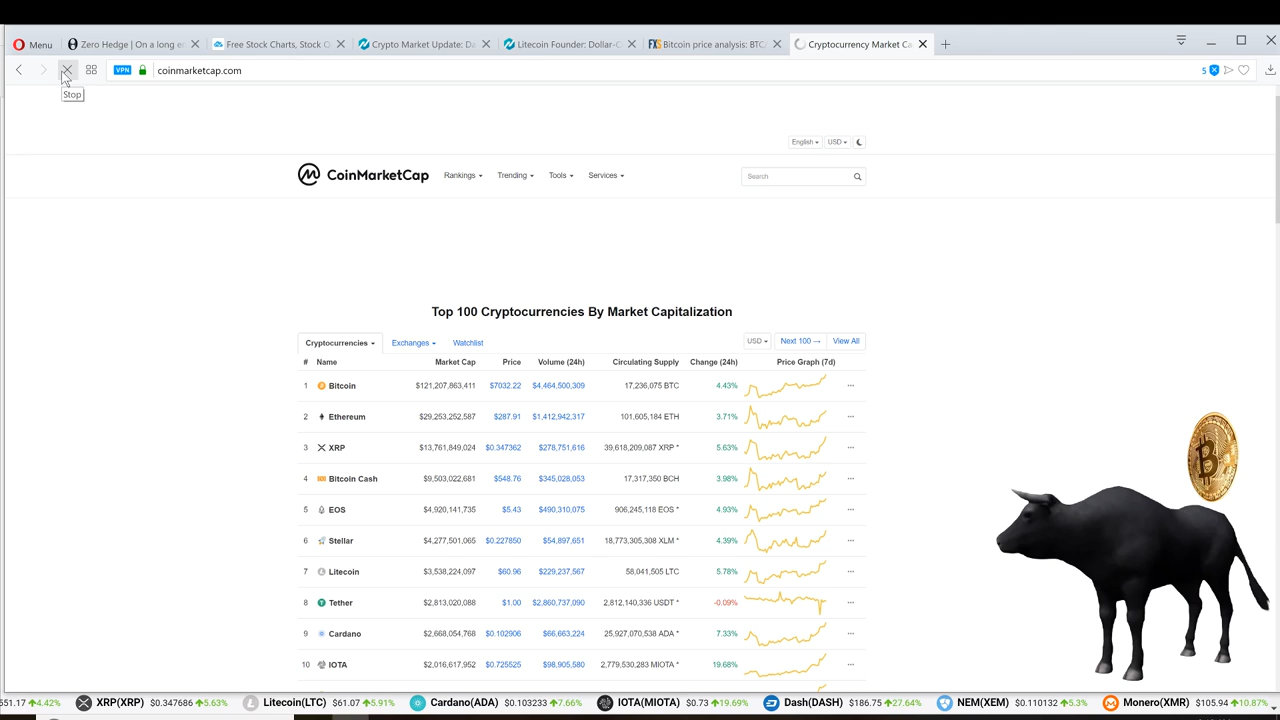 Menu Zero Hedge | On a long e Free Stock Charts, Stock Q Crypto Market Update: Da Litecoin Founder: Dollar-C FXS Bitcoin price analysis: BTC/ Cryptocurrency Market Ca
VPN coinmarketcap.com 5
Stop
English USD
CoinMarketCap Rankings Trending Tools Services Search
Top 100 Cryptocurrencies By Market Capitalization
Cryptocurrencies Exchanges Watchlist USD Next 100 → View All
# Name Market Cap Price Volume (24h) Circulating Supply Change (24h) Price Graph (7d)
1 Bitcoin $121,207,863,411 $7032.22 $4,464,500,309 17,236,075 BTC 4.43%
2 Ethereum $29,253,252,587 $287.91 $1,412,942,317 101,605,184 ETH 3.71%
3 XRP $13,761,849,024 $0.347362 $278,751,616 39,618,209,087 XRP * 5.63%
4 Bitcoin Cash $9,503,022,681 $548.76 $345,028,053 17,317,350 BCH 3.98%
5 EOS $4,920,141,735 $5.43 $490,310,075 906,245,118 EOS * 4.93%
6 Stellar $4,277,501,065 $0.227850 $54,897,651 18,773,305,308 XLM * 4.39%
7 Litecoin $3,538,224,097 $60.96 $229,237,567 58,041,505 LTC 5.78%
8 Tether $2,813,020,088 $1.00 $2,860,737,090 2,812,140,336 USDT * -0.09%
9 Cardano $2,668,054,768 $0.102906 $66,663,224 25,927,070,538 ADA * 7.33%
10 IOTA $2,016,617,952 $0.725525 $98,905,580 2,779,530,283 MIOTA * 19.68%
551.17 4.42% XRP(XRP) $0.347686 5.63% Litecoin(LTC) $61.07 5.91% Cardano(ADA) $0.103233 7.66% IOTA(MIOTA) $0.73 19.69% Dash(DASH) $186.75 27.64% NEM(XEM) $0.110132 5.3% Monero(XMR) $105.94 10.87%